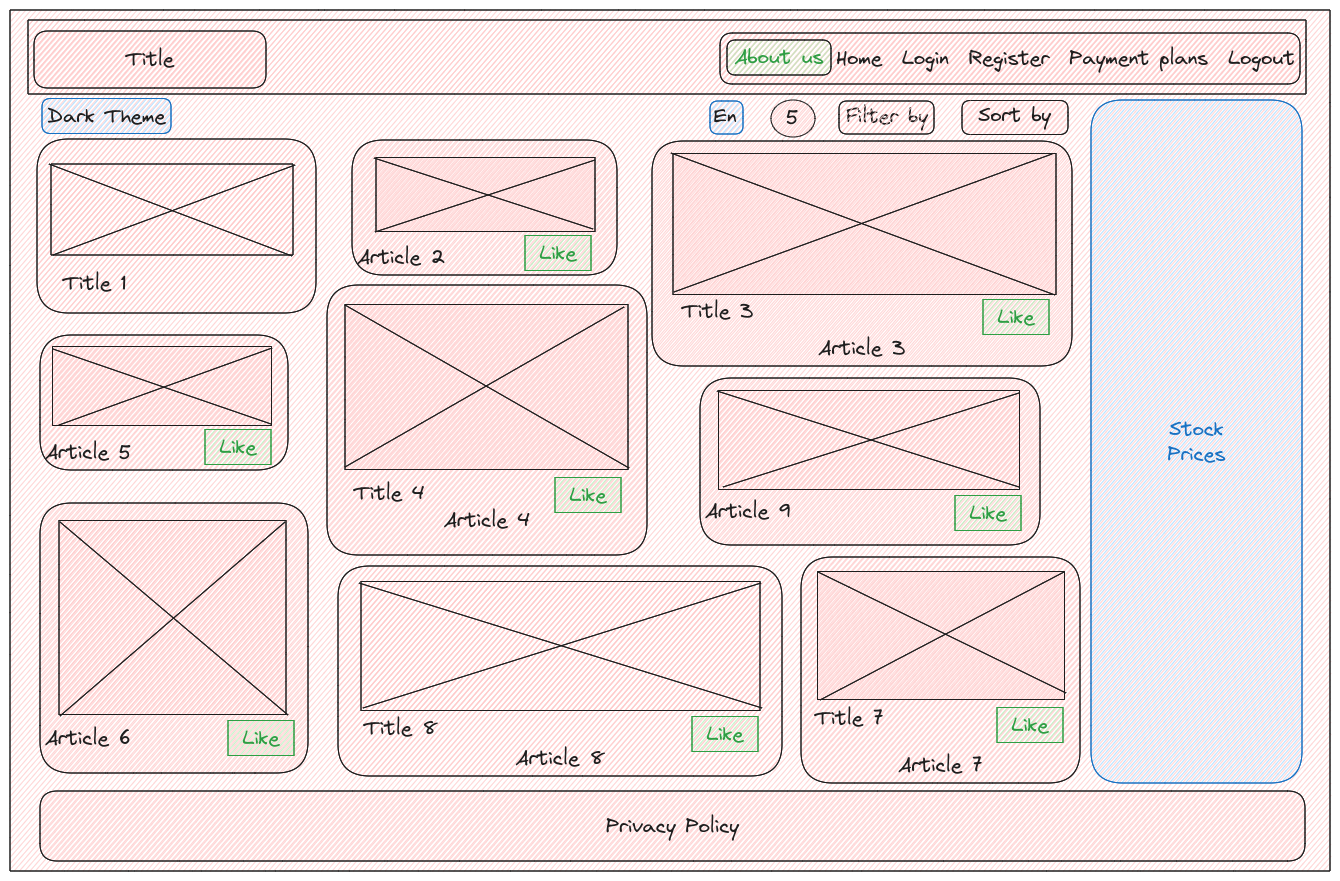 Title
About us
Home
Login
Register
Payment plans
Logout
Dark Theme
En
5
Filter by
Sort by
Title 1
Article 2
Like
Title 3
Like
Article 3
Stock
Prices
Article 5
Like
Title 4
Like
Article 4
Article 9
Like
Article 6
Like
Title 8
Like
Article 8
Title 7
Like
Article 7
Privacy Policy